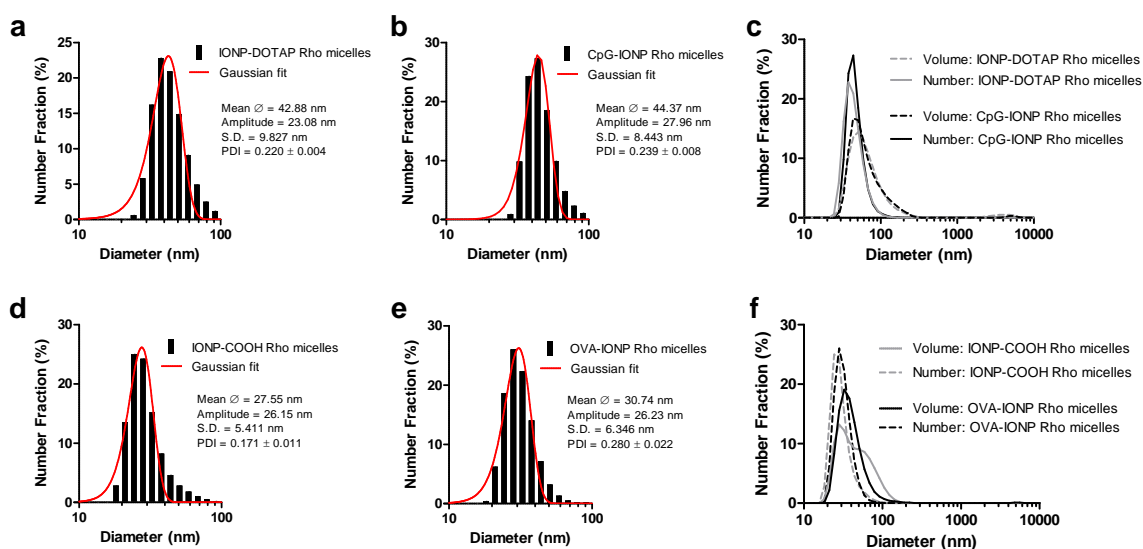 a
25
20
15
10
5
0
Number Fraction (%)
IONP-DOTAP Rho micelles
Gaussian fit
Mean ∅ = 42.88 nm
Amplitude = 23.08 nm
S.D. = 9.827 nm
PDI = 0.220 ± 0.004
10
100
Diameter (nm)
b
30
20
10
0
Number Fraction (%)
CpG-IONP Rho micelles
Gaussian fit
Mean ∅ = 44.37 nm
Amplitude = 27.96 nm
S.D. = 8.443 nm
PDI = 0.239 ± 0.008
10
100
Diameter (nm)
c
30
20
10
0
Number Fraction (%)
Volume: IONP-DOTAP Rho micelles
Number: IONP-DOTAP Rho micelles
Volume: CpG-IONP Rho micelles
Number: CpG-IONP Rho micelles
10
100
1000
10000
Diameter (nm)
d
30
20
10
0
Number Fraction (%)
IONP-COOH Rho micelles
Gaussian fit
Mean ∅ = 27.55 nm
Amplitude = 26.15 nm
S.D. = 5.411 nm
PDI = 0.171 ± 0.011
10
100
Diameter (nm)
e
30
20
10
0
Number Fraction (%)
OVA-IONP Rho micelles
Gaussian fit
Mean ∅ = 30.74 nm
Amplitude = 26.23 nm
S.D. = 6.346 nm
PDI = 0.280 ± 0.022
10
100
Diameter (nm)
f
30
20
10
0
Number Fraction (%)
Volume: IONP-COOH Rho micelles
Number: IONP-COOH Rho micelles
Volume: OVA-IONP Rho micelles
Number: OVA-IONP Rho micelles
10
100
1000
10000
Diameter (nm)